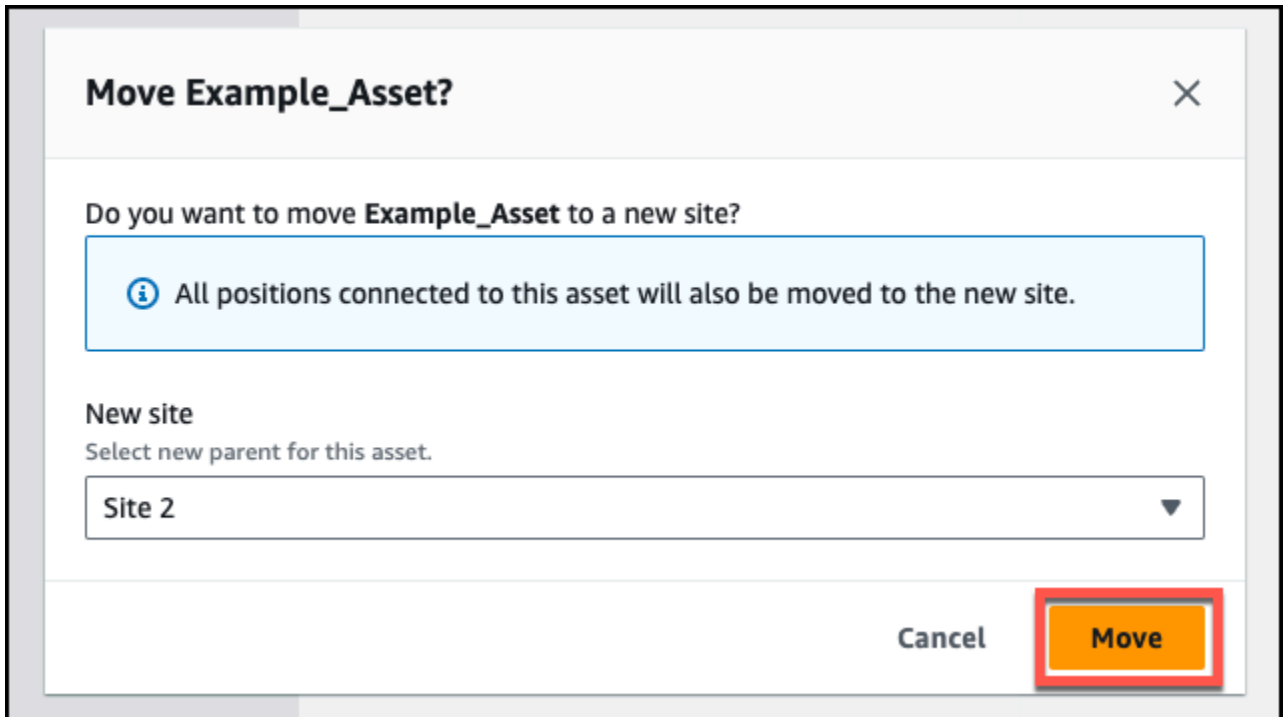 Move Example_Asset?
Do you want to move Example_Asset to a new site?
All positions connected to this asset will also be moved to the new site.
New site
Select new parent for this asset.
Site 2
Cancel
Move